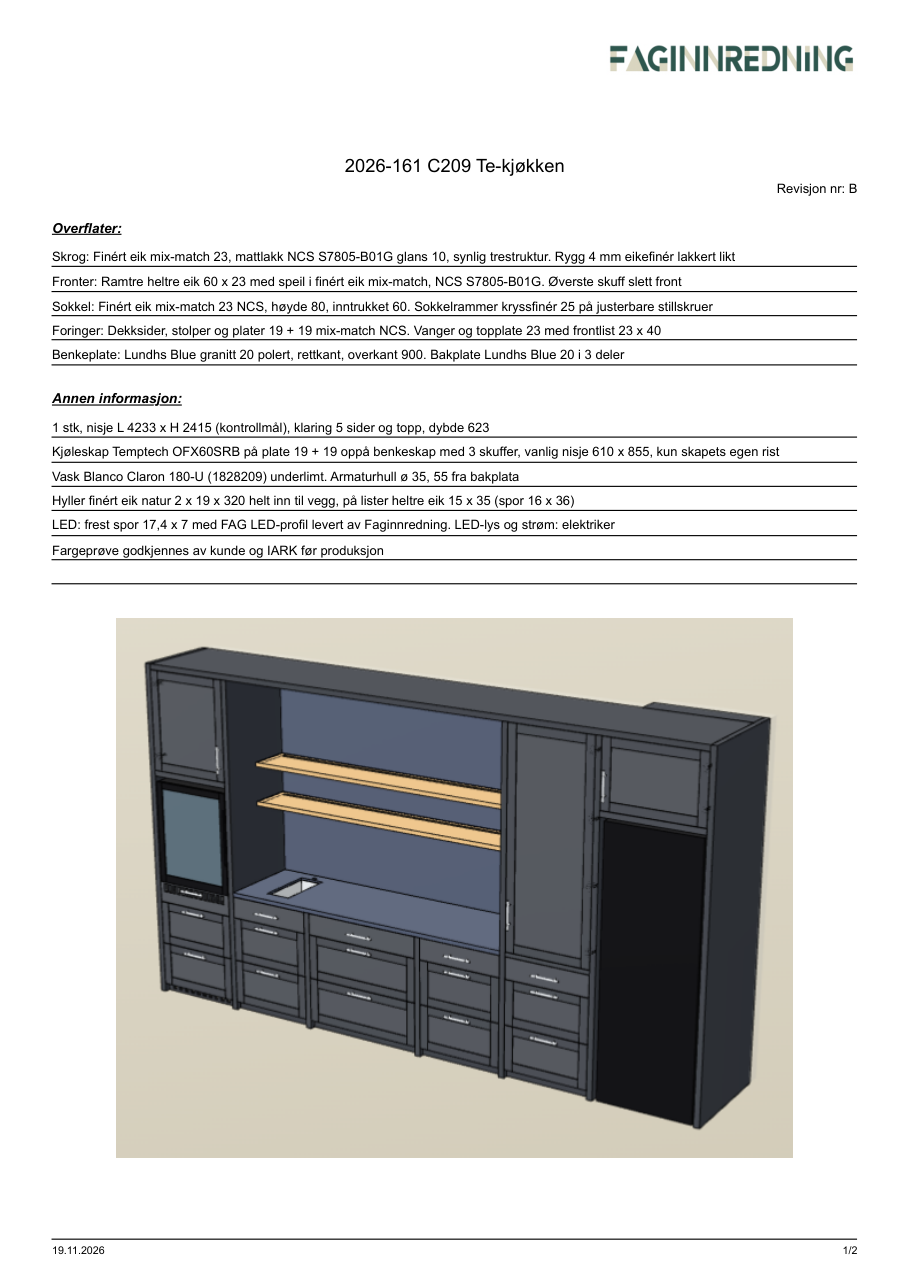 FAGINNREDNiNG
2026-161 C209 Te-kjøkken
Revisjon nr: B
Overflater:
Skrog: Finért eik mix-match 23, mattlakk NCS S7805-B01G glans 10, synlig trestruktur. Rygg 4 mm eikefinér lakkert likt
Fronter: Ramtre heltre eik 60 x 23 med speil i finért eik mix-match, NCS S7805-B01G. Øverste skuff slett front
Sokkel: Finért eik mix-match 23 NCS, høyde 80, inntrukket 60. Sokkelrammer kryssfinér 25 på justerbare stillskruer
Foringer: Dekksider, stolper og plater 19 + 19 mix-match NCS. Vanger og topplate 23 med frontlist 23 x 40
Benkeplate: Lundhs Blue granitt 20 polert, rettkant, overkant 900. Bakplate Lundhs Blue 20 i 3 deler
Annen informasjon:
1 stk, nisje L 4233 x H 2415 (kontrollmål), klaring 5 sider og topp, dybde 623
Kjøleskap Temptech OFX60SRB på plate 19 + 19 oppå benkeskap med 3 skuffer, vanlig nisje 610 x 855, kun skapets egen rist
Vask Blanco Claron 180-U (1828209) underlimt. Armaturhull ø 35, 55 fra bakplata
Hyller finért eik natur 2 x 19 x 320 helt inn til vegg, på lister heltre eik 15 x 35 (spor 16 x 36)
LED: frest spor 17,4 x 7 med FAG LED-profil levert av Faginnredning. LED-lys og strøm: elektriker
Fargeprøve godkjennes av kunde og IARK før produksjon
19.11.2026
1/2